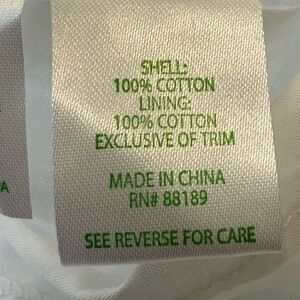 SHELL:
100% COTTON
LINING:
100% COTTON
EXCLUSIVE OF TRIM
MADE IN CHINA
RN# 88189
SEE REVERSE FOR CARE